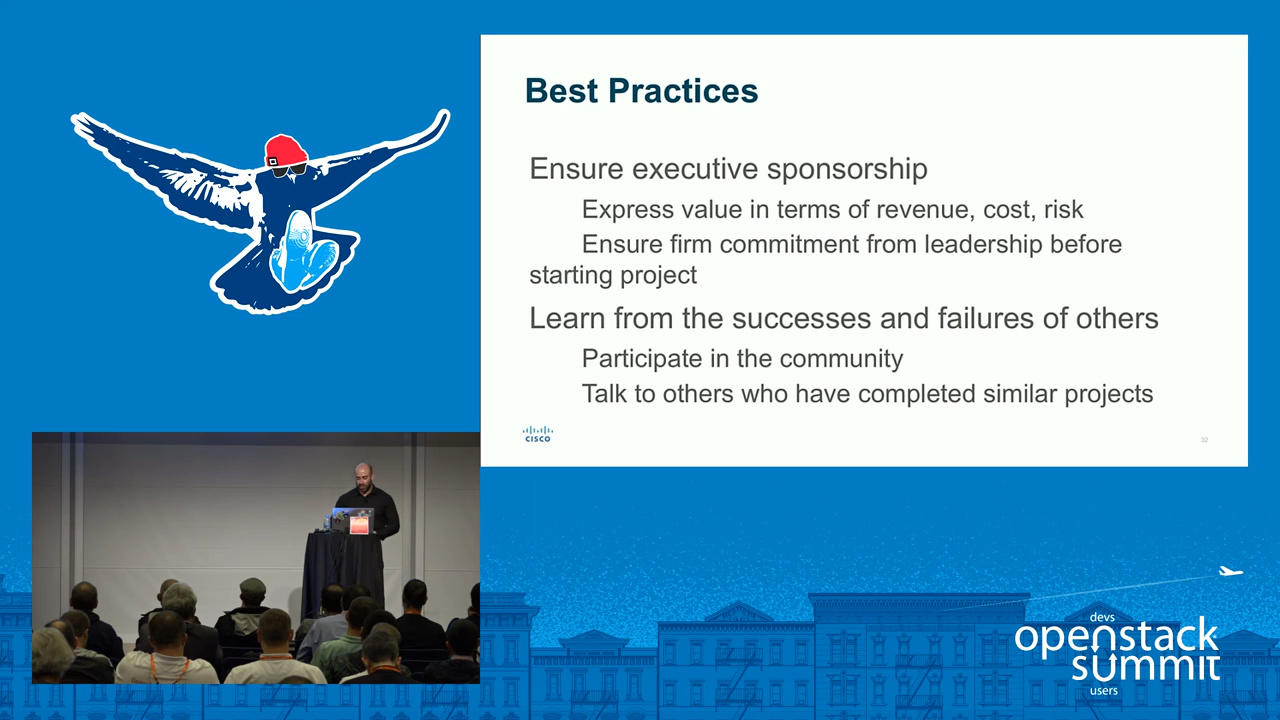 Best Practices
Ensure executive sponsorship
Express value in terms of revenue, cost, risk
Ensure firm commitment from leadership before
starting project
Learn from the successes and failures of others
Participate in the community
Talk to others who have completed similar projects
CISCO
32
devs
openstack
summit
users